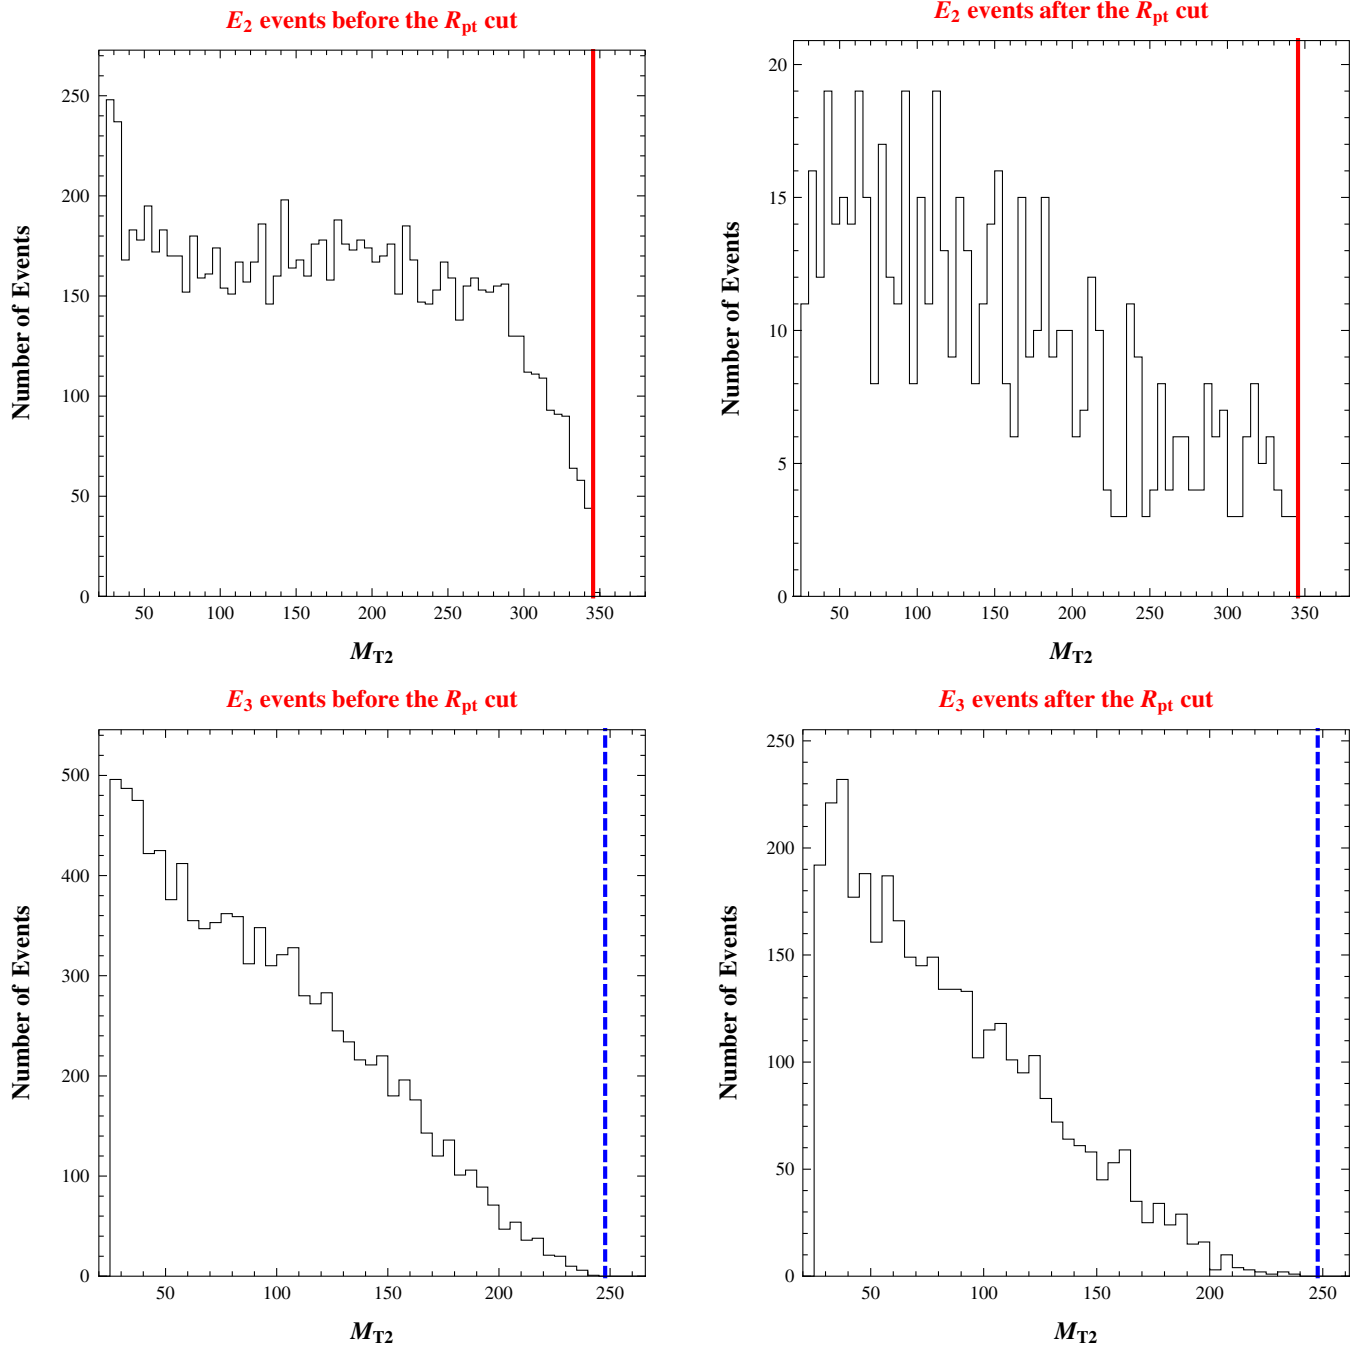 E2 events before the Rpt cut
250
200
150
100
50
0
50 100 150 200 250 300 350
Number of Events
MT2
E2 events after the Rpt cut
20
15
10
5
0
50 100 150 200 250 300 350
Number of Events
MT2
E3 events before the Rpt cut
500
400
300
200
100
0
50 100 150 200 250
Number of Events
MT2
E3 events after the Rpt cut
250
200
150
100
50
0
50 100 150 200 250
Number of Events
MT2